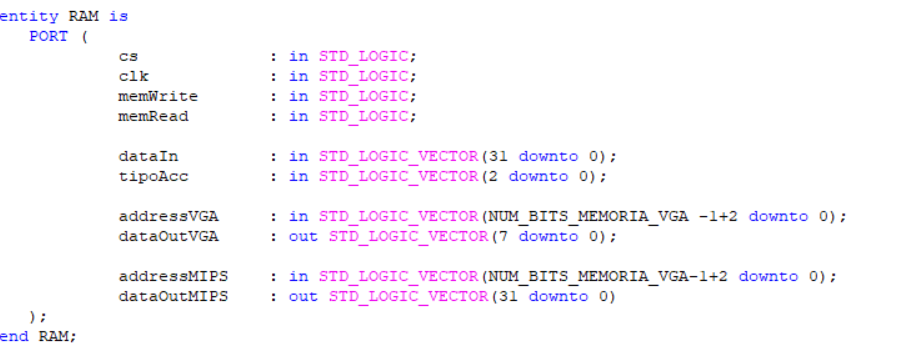 entity RAM is
PORT (
cs : in STD_LOGIC;
clk : in STD_LOGIC;
memWrite : in STD_LOGIC;
memRead : in STD_LOGIC;
dataIn : in STD_LOGIC_VECTOR(31 downto 0);
tipoAcc : in STD_LOGIC_VECTOR(2 downto 0);
addressVGA : in STD_LOGIC_VECTOR(NUM_BITS_MEMORIA_VGA -1+2 downto 0);
dataOutVGA : out STD_LOGIC_VECTOR(7 downto 0);
addressMIPS : in STD_LOGIC_VECTOR(NUM_BITS_MEMORIA_VGA-1+2 downto 0);
dataOutMIPS : out STD_LOGIC_VECTOR(31 downto 0)
);
end RAM;